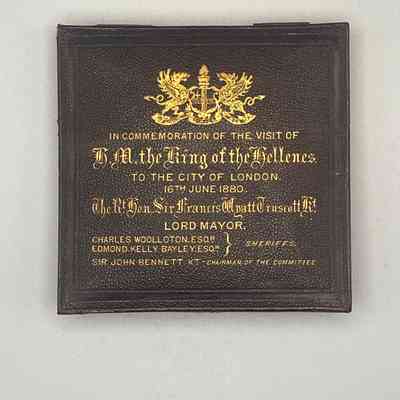 IN COMMEMORATION OF THE VISIT OF
H.M. the King of the Hellenes
TO THE CITY OF LONDON.
16TH JUNE 1880.
The Rt. Hon. Sir Francis Wyatt Truscott Kt.
LORD MAYOR.
CHARLES WOOLLOTON, ESQRE
EDMOND, KELLY BAYLEY, ESQRE } SHERIFFS.
SIR JOHN BENNETT, KT - CHAIRMAN OF THE COMMITTEE